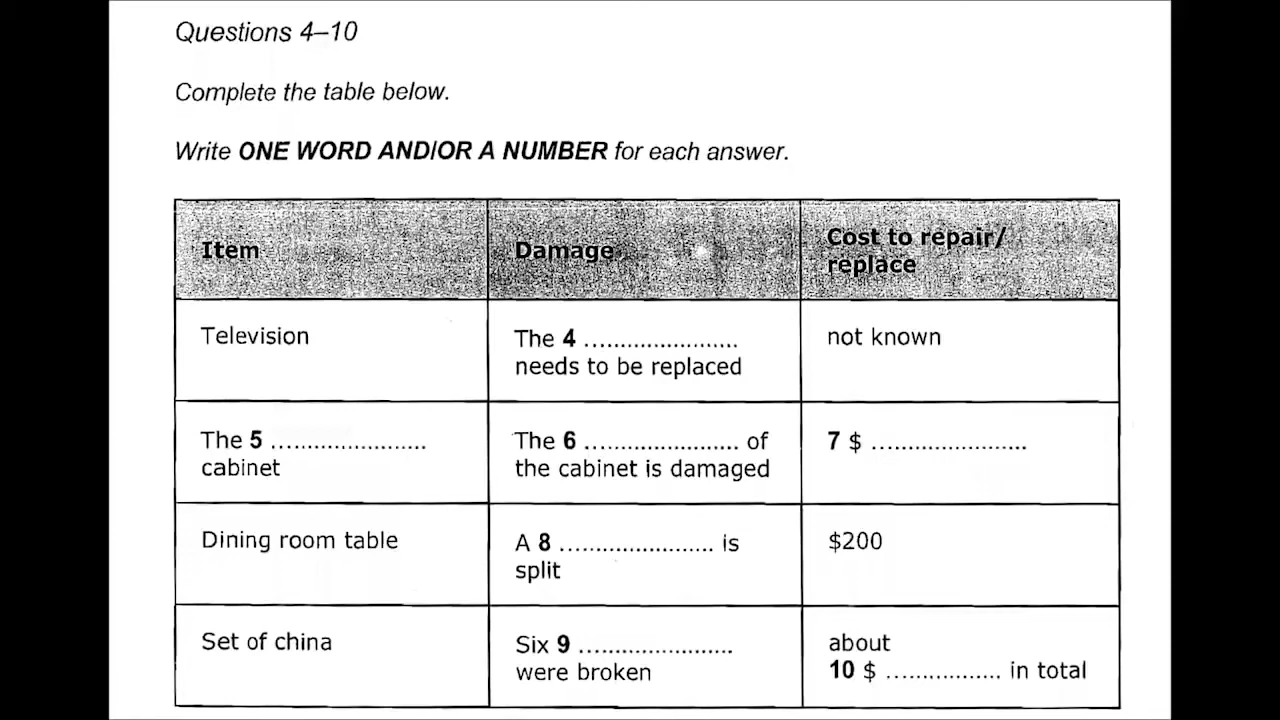 Questions 4–10
Complete the table below.
Write ONE WORD AND/OR A NUMBER for each answer.
Item
Damage
Cost to repair/
replace
Television
The 4 ......................
needs to be replaced
not known
The 5 ......................
cabinet
The 6 ...................... of
the cabinet is damaged
7 $ ......................
Dining room table
A 8 ...................... is
split
$200
Set of china
Six 9 ......................
were broken
about
10 $ ................ in total